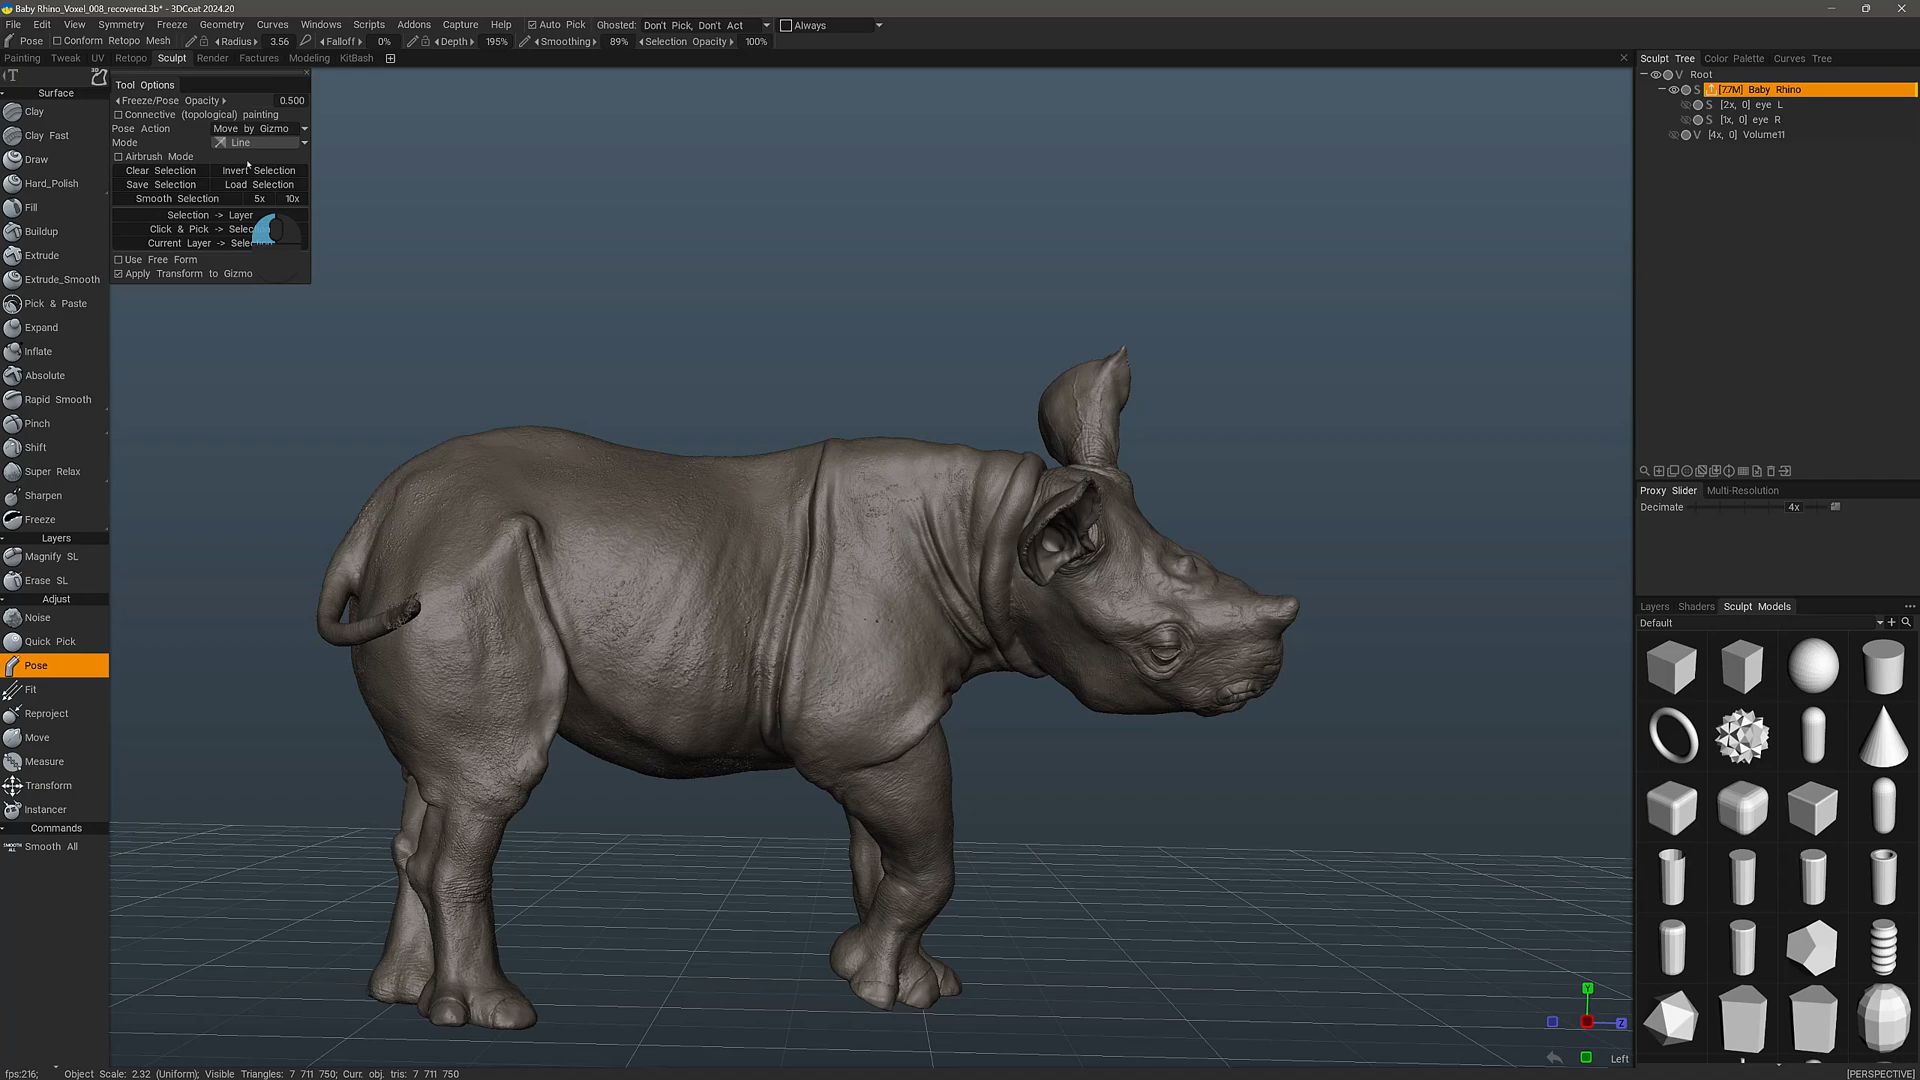 Baby Rhino_Voxel_008_recovered.3b* - 3DCoat 2024.20
File Edit View Symmetry Freeze Geometry Curves Windows Scripts Addons Capture Help Auto Pick Ghosted: Don't Pick, Don't Act Always
Pose Conform Retopo Mesh Radius 3.56 Falloff 0% Depth 195% Smoothing 89% Selection Opacity 100%
Painting Tweak UV Retopo Sculpt Render Factures Modeling KitBash
Surface
Clay
Clay Fast
Draw
Hard_Polish
Fill
Buildup
Extrude
Extrude_Smooth
Pick & Paste
Expand
Inflate
Absolute
Rapid Smooth
Pinch
Shift
Super Relax
Sharpen
Freeze
Layers
Magnify SL
Erase SL
Adjust
Noise
Quick Pick
Pose
Fit
Reproject
Move
Measure
Transform
Instancer
Commands
Smooth All
Tool Options
Freeze/Pose Opacity 0.500
Connective (topological) painting
Pose Action Move by Gizmo
Mode Line
Airbrush Mode
Clear Selection Invert Selection
Save Selection Load Selection
Smooth Selection 5x 10x
Selection -> Layer
Click & Pick -> Selec
Current Layer -> Selec
Use Free Form
Apply Transform to Gizmo
Sculpt Tree Color Palette Curves Tree
V Root
S [7.7M] Baby Rhino
S [2x, 0] eye L
S [1x, 0] eye R
V [4x, 0] Volume11
Proxy Slider Multi-Resolution
Decimate 4x
Layers Shaders Sculpt Models
Default
Y
Z
Left
fps:216; Object Scale: 2.32 (Uniform); Visible Triangles: 7 711 750; Curr. obj. tris: 7 711 750
[PERSPECTIVE]